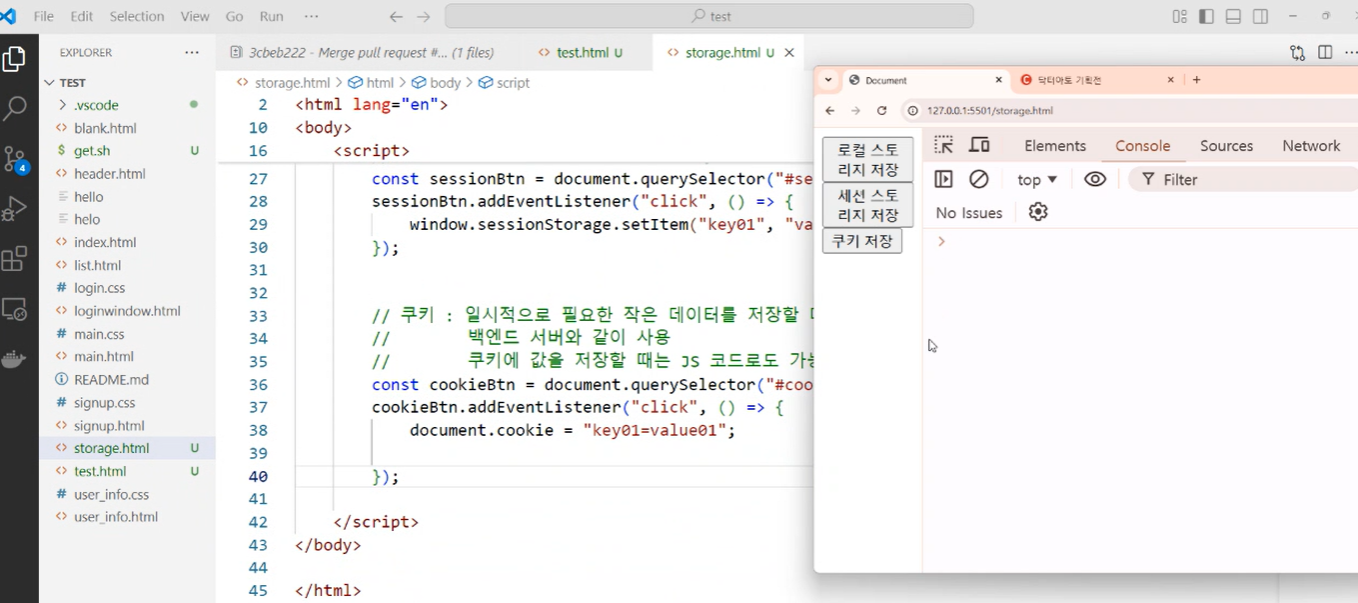 File Edit Selection View Go Run ··· test
EXPLORER ···
TEST
.vscode
blank.html
get.sh U
header.html
hello
helo
index.html
list.html
login.css
loginwindow.html
main.css
main.html
README.md
signup.css
signup.html
storage.html U
test.html U
user_info.css
user_info.html
4
3cbeb222 - Merge pull request #... (1 files) test.html U storage.html U
storage.html > html > body > script
2 <html lang="en">
10 <body>
16 <script>
27 const sessionBtn = document.querySelector("#se
28 sessionBtn.addEventListener("click", () => {
29 window.sessionStorage.setItem("key01", "va
30 });
31
32
33 // 쿠키 : 일시적으로 필요한 작은 데이터를 저장할
34 // 백엔드 서버와 같이 사용
35 // 쿠키에 값을 저장할 때는 JS 코드로도
36 const cookieBtn = document.querySelector("#coo
37 cookieBtn.addEventListener("click", () => {
38 document.cookie = "key01=value01";
39
40 });
41
42 </script>
43 </body>
44
45 </html>
Document 닥터아토 기획전
127.0.0.1:5501/storage.html
로컬 스토
리지 저장
세션 스토
리지 저장
쿠키 저장
Elements Console Sources Network
top Filter
No Issues